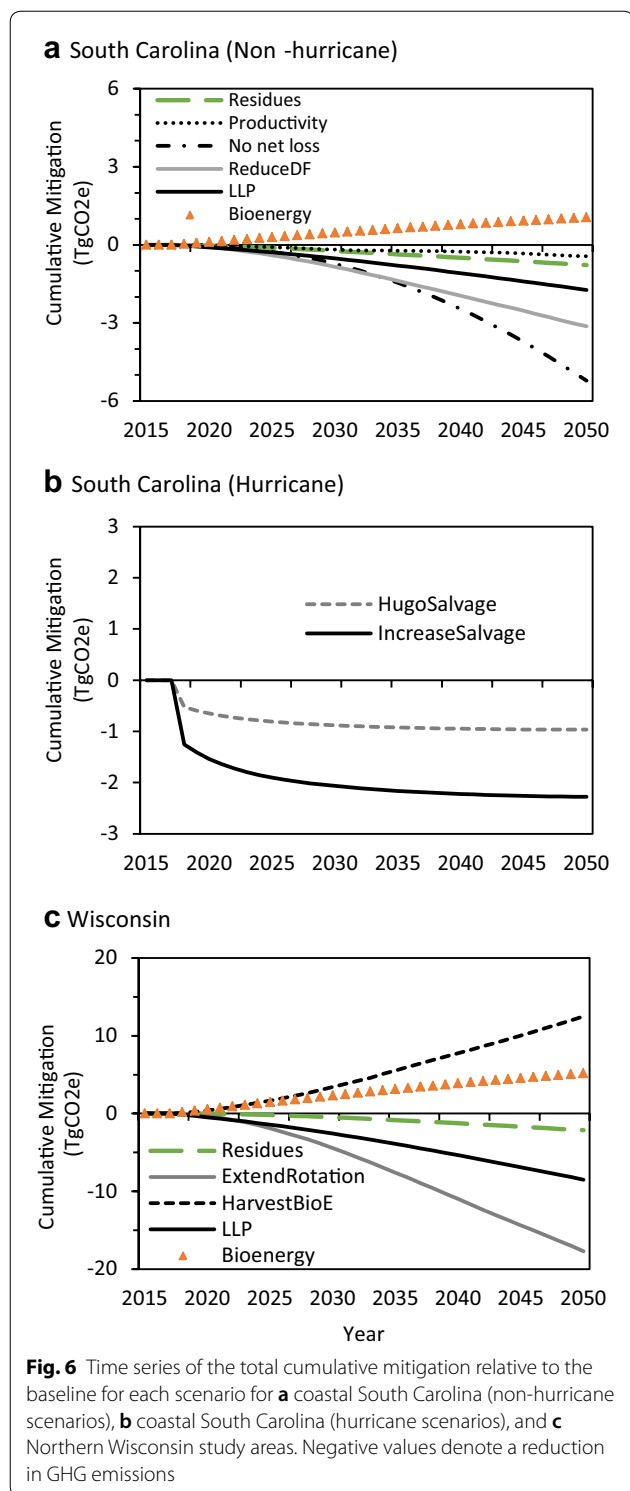 a South Carolina (Non -hurricane)
Cumulative Mitigation
(TgCO2e)
6
3
0
-3
-6
Residues
Productivity
No net loss
ReduceDF
LLP
Bioenergy
2015 2020 2025 2030 2035 2040 2045 2050
b South Carolina (Hurricane)
Cumulative Mitigation
(TgCO2e)
3
2
1
0
-1
-2
-3
HugoSalvage
IncreaseSalvage
2015 2020 2025 2030 2035 2040 2045 2050
c Wisconsin
Cumulative Mitigation
(TgCO2e)
20
10
0
-10
-20
Residues
ExtendRotation
HarvestBioE
LLP
Bioenergy
2015 2020 2025 2030 2035 2040 2045 2050
Year
Fig. 6 Time series of the total cumulative mitigation relative to the
baseline for each scenario for a coastal South Carolina (non-hurricane
scenarios), b coastal South Carolina (hurricane scenarios), and c
Northern Wisconsin study areas. Negative values denote a reduction
in GHG emissions